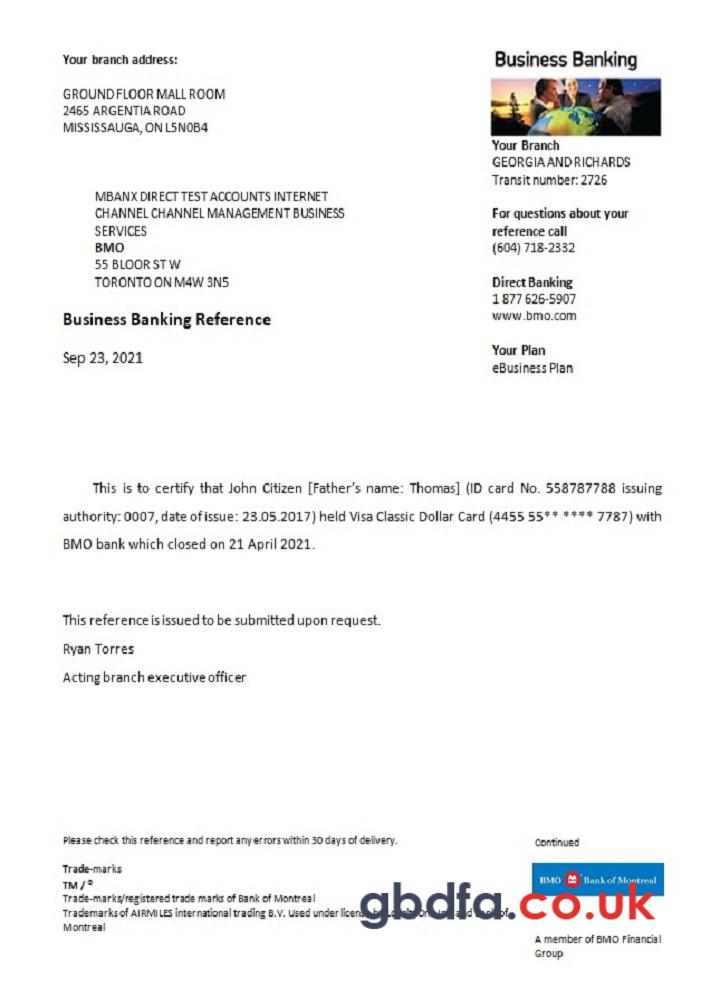 Your branch address:
GROUND FLOOR MALL ROOM
2465 ARGENTIA ROAD
MISSISSAUGA, ON L5N0B4
Business Banking
Your Branch
GEORGIA AND RICHARDS
Transit number: 2726
For questions about your
reference call
(604) 718-2332
Direct Banking
1 877 626-5907
www.bmo.com
Your Plan
eBusiness Plan
MBANX DIRECT TEST ACCOUNTS INTERNET
CHANNEL CHANNEL MANAGEMENT BUSINESS
SERVICES
BMO
55 BLOOR ST W
TORONTO ON M4W 3N5
Business Banking Reference
Sep 23, 2021
This is to certify that John Citizen [Father's name: Thomas] (ID card No. 558787788 issuing
authority: 0007, date of issue: 23.05.2017) held Visa Classic Dollar Card (4455 55** **** 7787) with
BMO bank which closed on 21 April 2021.
This reference is issued to be submitted upon request.
Ryan Torres
Acting branch executive officer
Please check this reference and report any errors within 30 days of delivery.
Trade-marks
TM / ®
Trade-marks/registered trade marks of Bank of Montreal
Trademarks of AIRMILES international trading B.V. Used under license of
Montreal
Continued
BMO Bank of Montreal
gbdfa.co.uk
A member of BMO Financial
Group